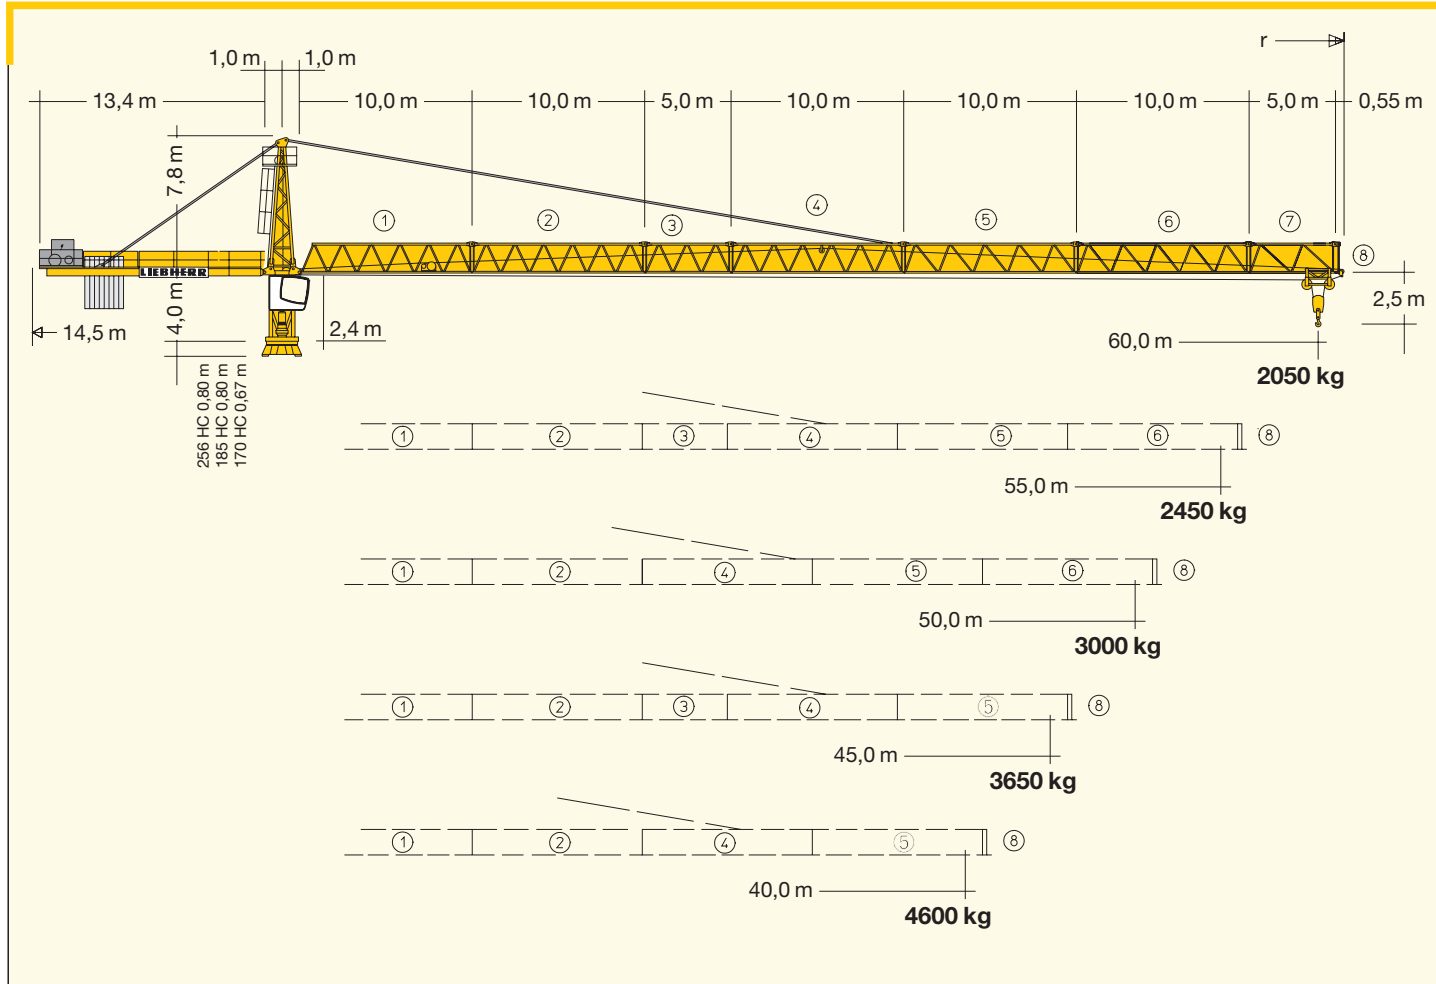 r
1,0 m 1,0 m
13,4 m 10,0 m 10,0 m 5,0 m 10,0 m 10,0 m 10,0 m 5,0 m 0,55 m
7,8 m
1 2 3 4 5 6 7 8
LIEBHERR
4,0 m
14,5 m
2,4 m
2,5 m
60,0 m
2050 kg
256 HC 0,80 m
185 HC 0,80 m
170 HC 0,67 m
1 2 3 4 5 6 8
55,0 m
2450 kg
1 2 4 5 6 8
50,0 m
3000 kg
1 2 3 4 5 8
45,0 m
3650 kg
1 2 4 5 8
40,0 m
4600 kg